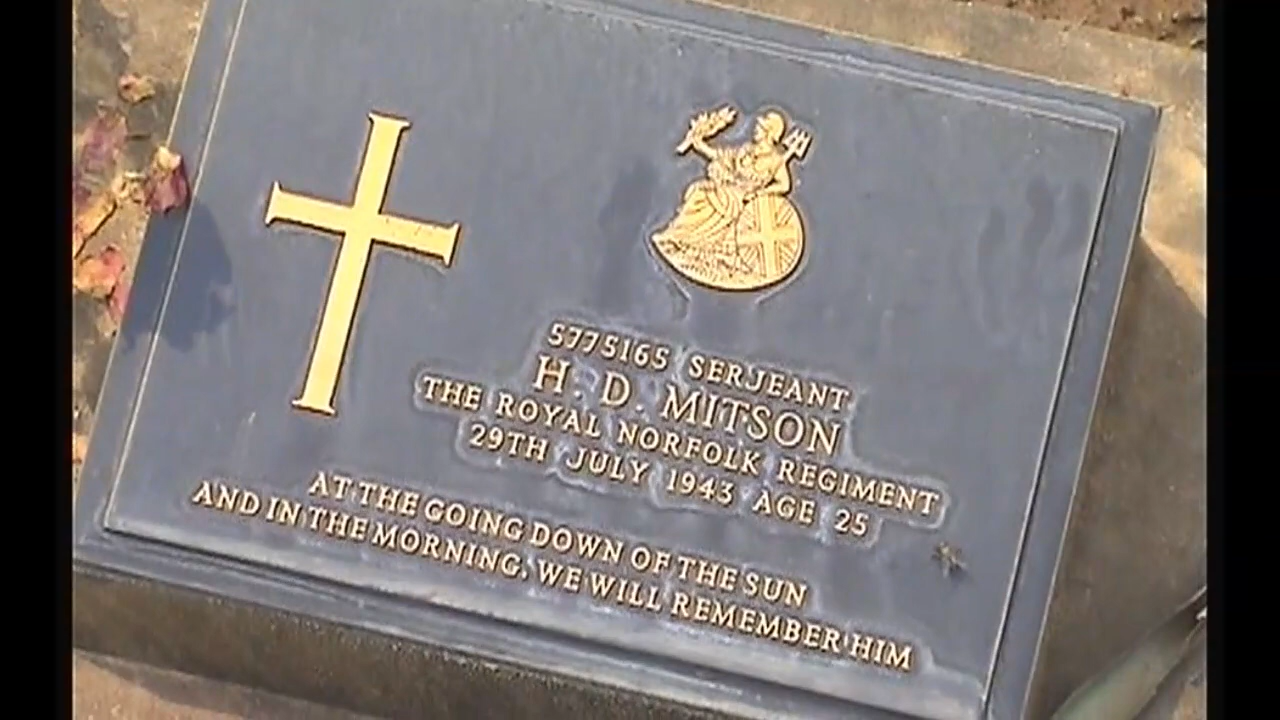 5775165 SERJEANT
H. D. MITSON
THE ROYAL NORFOLK REGIMENT
29TH JULY 1943 AGE 25
AT THE GOING DOWN OF THE SUN
AND IN THE MORNING, WE WILL REMEMBER HIM